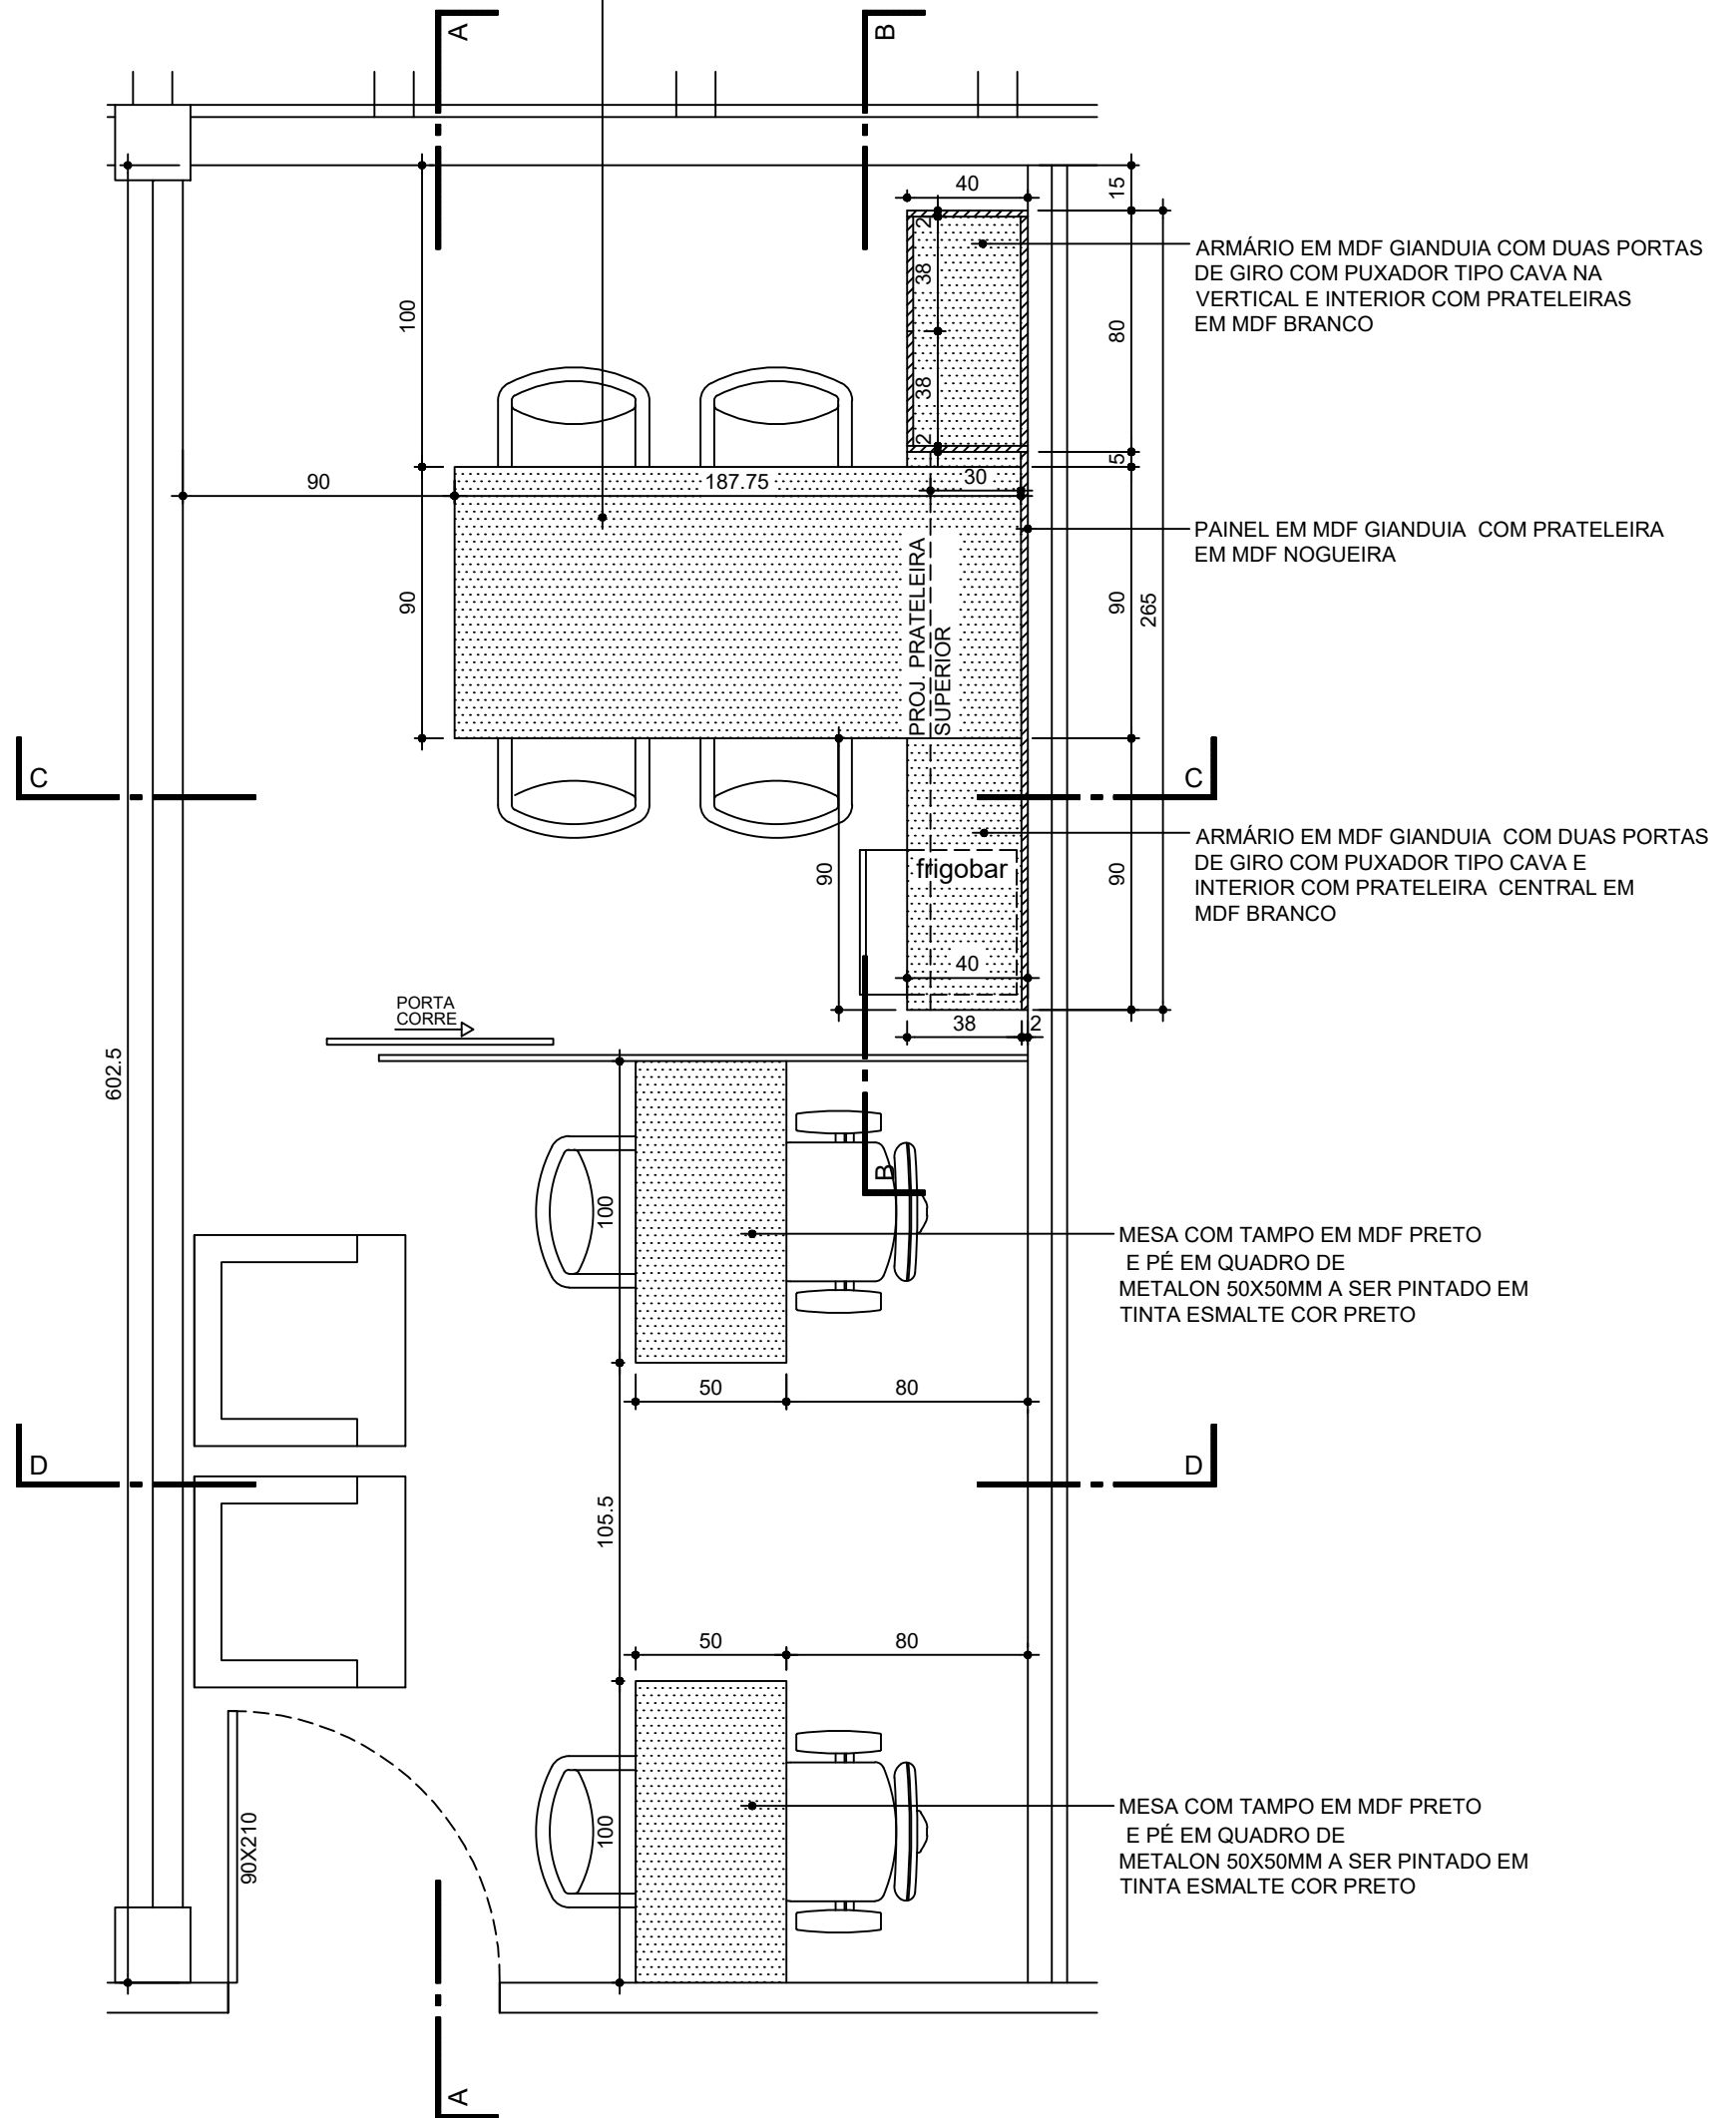 A
B
40
15
2
38
ARMÁRIO EM MDF GIANDUIA COM DUAS PORTAS
DE GIRO COM PUXADOR TIPO CAVA NA
VERTICAL E INTERIOR COM PRATELEIRAS
EM MDF BRANCO
100
80
38
2
5
90
187.75
30
PAINEL EM MDF GIANDUIA COM PRATELEIRA
EM MDF NOGUEIRA
PROJ. PRATELEIRA
SUPERIOR
90
90
265
C
C
ARMÁRIO EM MDF GIANDUIA COM DUAS PORTAS
DE GIRO COM PUXADOR TIPO CAVA E
INTERIOR COM PRATELEIRA CENTRAL EM
MDF BRANCO
frigobar
90
90
40
PORTA
CORRE
38
2
602.5
B
100
MESA COM TAMPO EM MDF PRETO
E PÉ EM QUADRO DE
METALON 50X50MM A SER PINTADO EM
TINTA ESMALTE COR PRETO
50
80
D
D
105.5
50
80
MESA COM TAMPO EM MDF PRETO
E PÉ EM QUADRO DE
METALON 50X50MM A SER PINTADO EM
TINTA ESMALTE COR PRETO
100
90X210
A